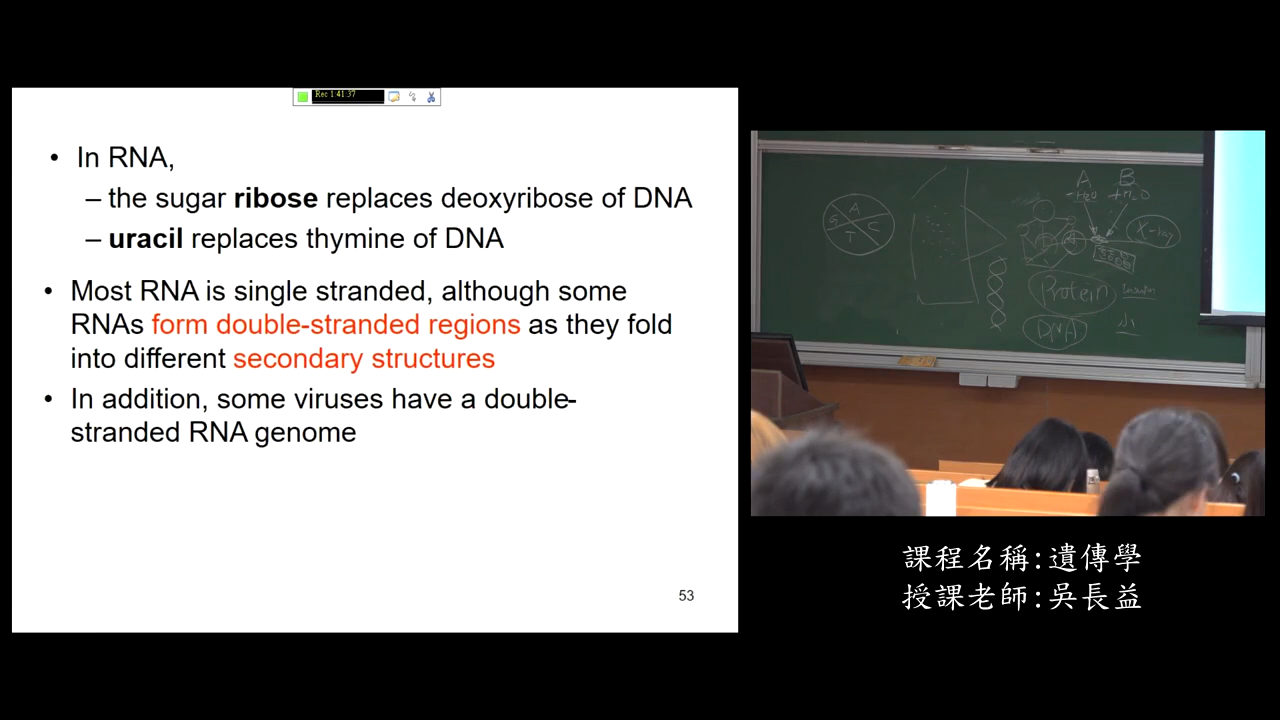 Rec 1:41:37
• In RNA,
– the sugar ribose replaces deoxyribose of DNA
– uracil replaces thymine of DNA
• Most RNA is single stranded, although some
RNAs form double-stranded regions as they fold
into different secondary structures
• In addition, some viruses have a double-
stranded RNA genome
53
A B
-H2O +H2O
A
G C
T
X-ray
Protein
DNA
課程名稱:遺傳學
授課老師:吳長益